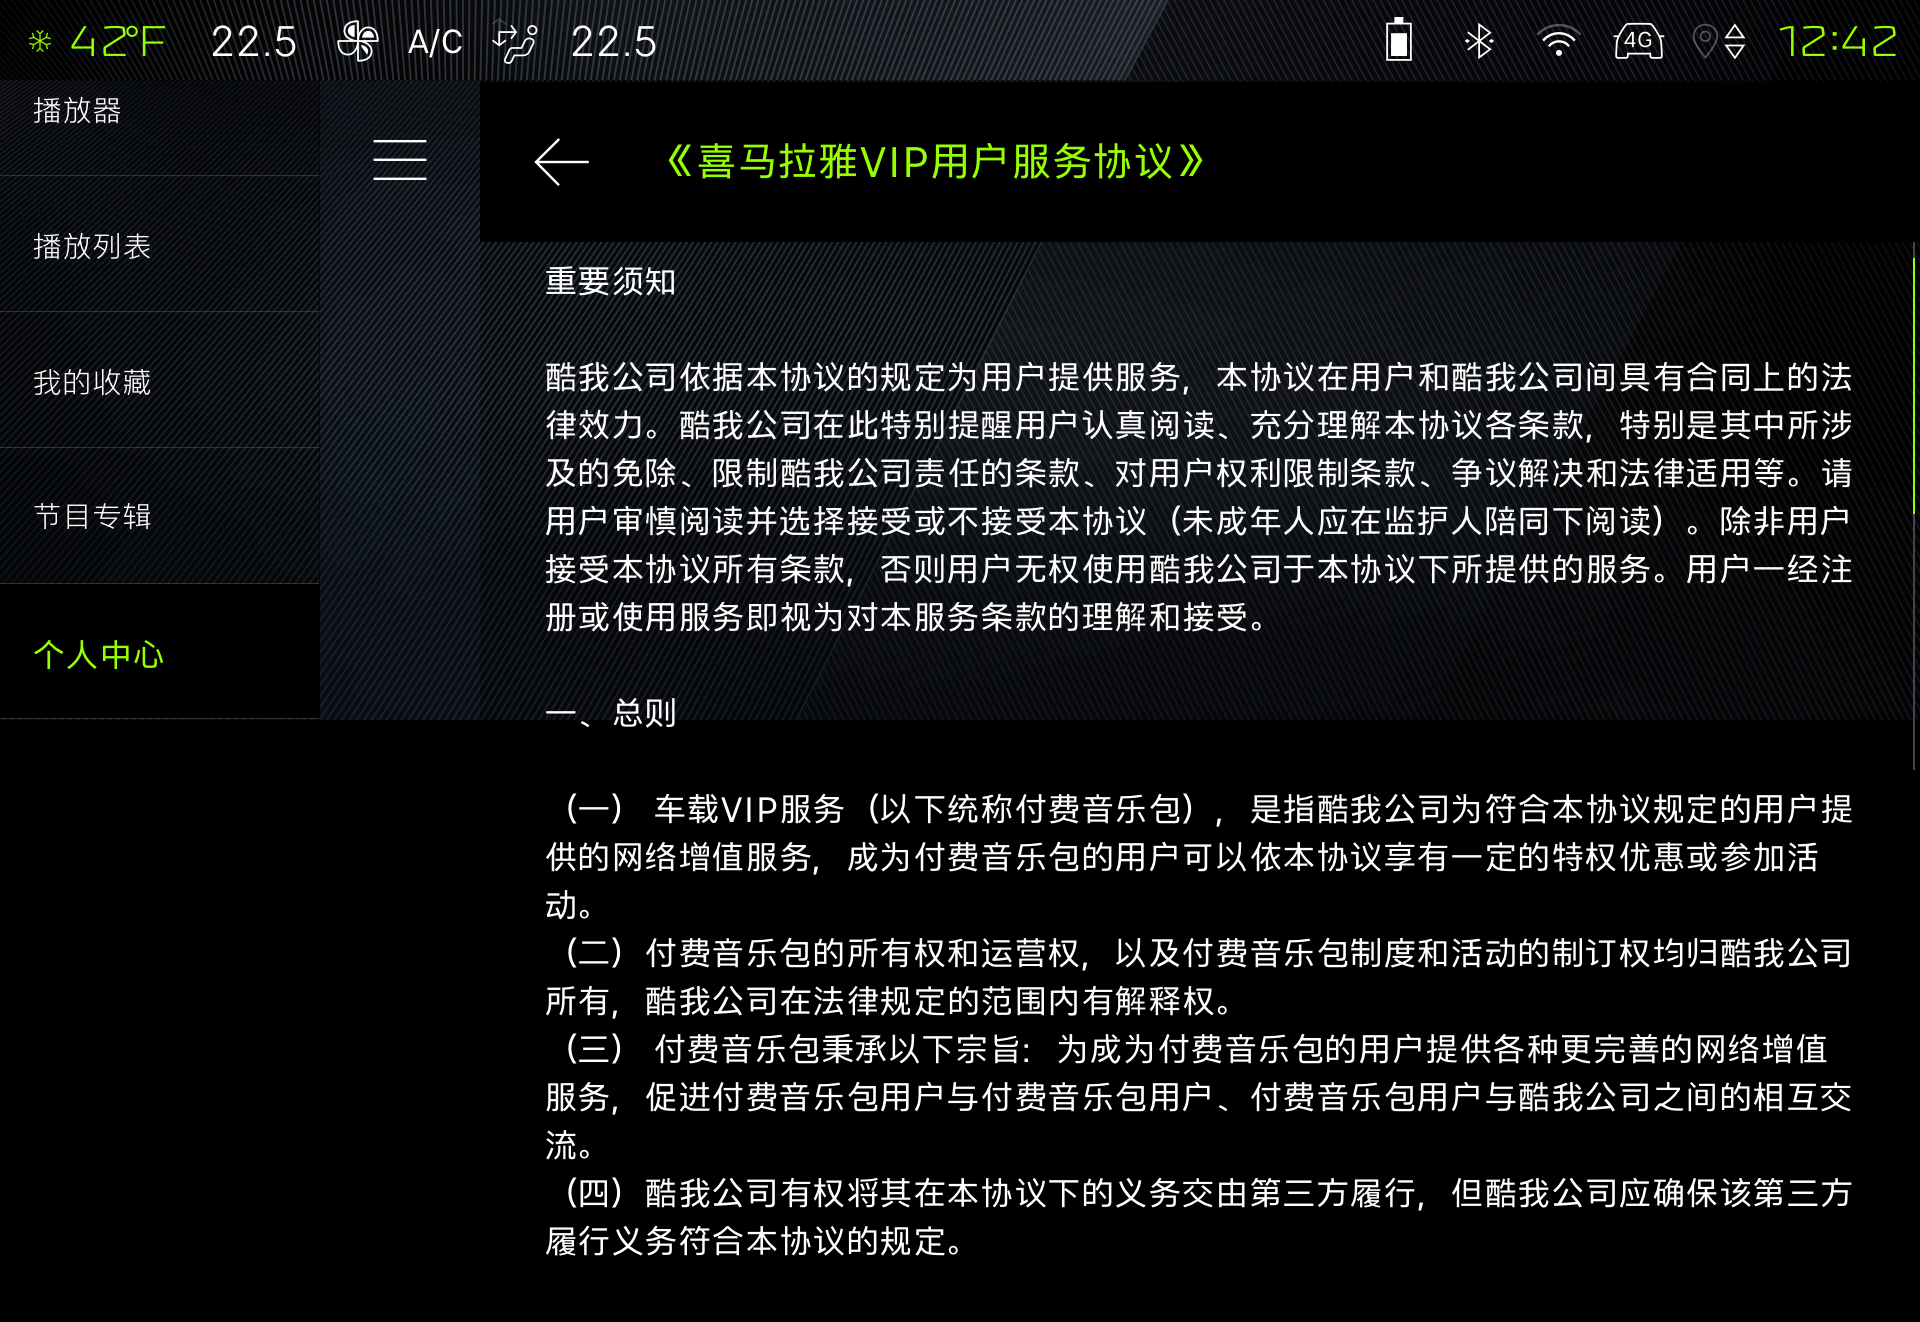 42°F 22.5 A/C 22.5 4G 12:42
播放器
播放列表
我的收藏
节目专辑
个人中心
《喜马拉雅VIP用户服务协议》
重要须知
酷我公司依据本协议的规定为用户提供服务，本协议在用户和酷我公司间具有合同上的法
律效力。酷我公司在此特别提醒用户认真阅读、充分理解本协议各条款，特别是其中所涉
及的免除、限制酷我公司责任的条款、对用户权利限制条款、争议解决和法律适用等。请
用户审慎阅读并选择接受或不接受本协议（未成年人应在监护人陪同下阅读）。除非用户
接受本协议所有条款，否则用户无权使用酷我公司于本协议下所提供的服务。用户一经注
册或使用服务即视为对本服务条款的理解和接受。
一、总则
（一） 车载VIP服务（以下统称付费音乐包），是指酷我公司为符合本协议规定的用户提
供的网络增值服务，成为付费音乐包的用户可以依本协议享有一定的特权优惠或参加活
动。
（二）付费音乐包的所有权和运营权，以及付费音乐包制度和活动的制订权均归酷我公司
所有，酷我公司在法律规定的范围内有解释权。
（三） 付费音乐包秉承以下宗旨：为成为付费音乐包的用户提供各种更完善的网络增值
服务，促进付费音乐包用户与付费音乐包用户、付费音乐包用户与酷我公司之间的相互交
流。
（四）酷我公司有权将其在本协议下的义务交由第三方履行，但酷我公司应确保该第三方
履行义务符合本协议的规定。